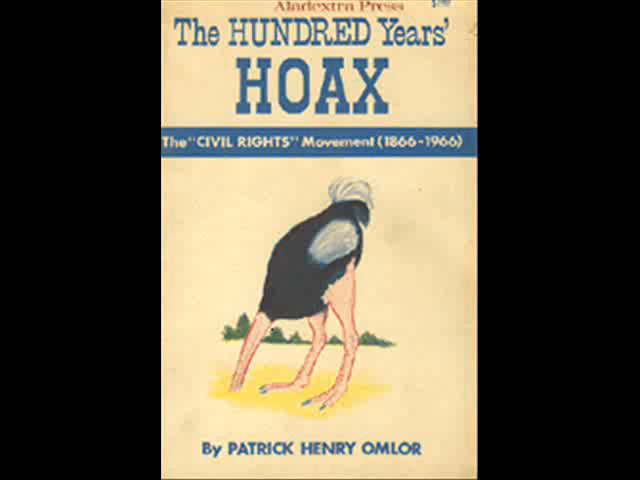 Aladextra Press
The HUNDRED Years'
HOAX
The "CIVIL RIGHTS" Movement (1866-1966)
By PATRICK HENRY OMLOR